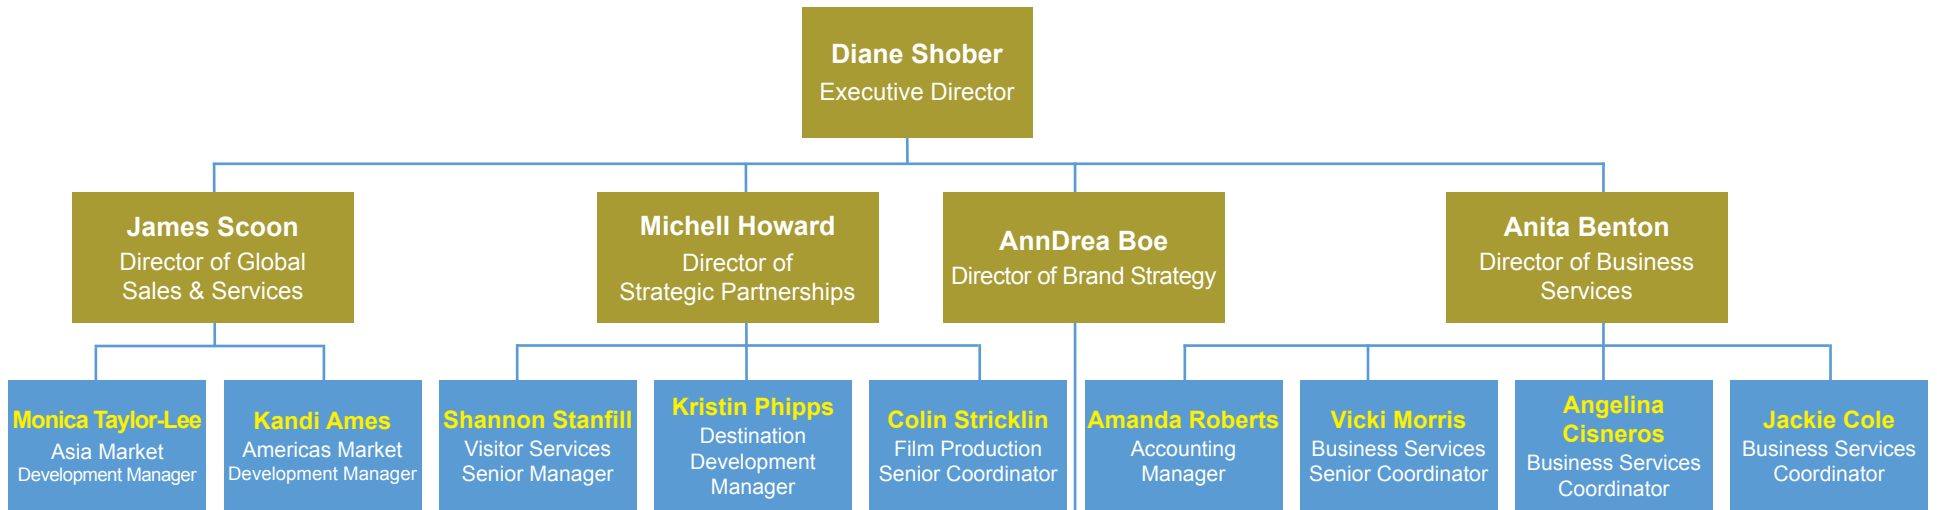 Diane Shober
Executive Director
James Scoon
Director of Global
Sales & Services
Michell Howard
Director of
Strategic Partnerships
AnnDrea Boe
Director of Brand Strategy
Anita Benton
Director of Business
Services
Monica Taylor-Lee
Asia Market
Development Manager
Kandi Ames
Americas Market
Development Manager
Shannon Stanfill
Visitor Services
Senior Manager
Kristin Phipps
Destination
Development
Manager
Colin Stricklin
Film Production
Senior Coordinator
Amanda Roberts
Accounting
Manager
Vicki Morris
Business Services
Senior Coordinator
Angelina
Cisneros
Business Services
Coordinator
Jackie Cole
Business Services
Coordinator